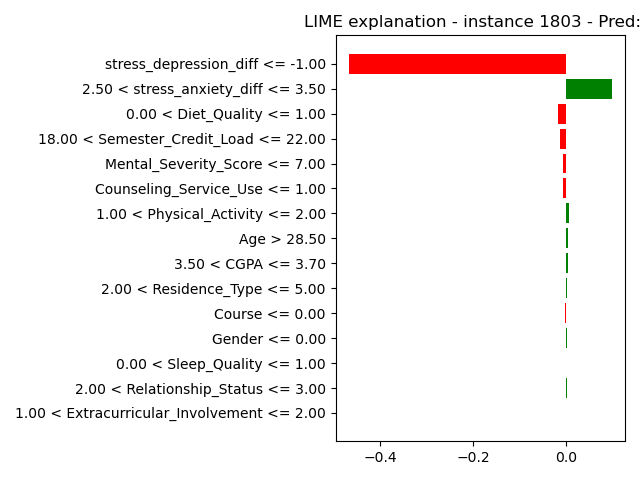 LIME explanation - instance 1803 - Pred:
stress_depression_diff <= -1.00
2.50 < stress_anxiety_diff <= 3.50
0.00 < Diet_Quality <= 1.00
18.00 < Semester_Credit_Load <= 22.00
Mental_Severity_Score <= 7.00
Counseling_Service_Use <= 1.00
1.00 < Physical_Activity <= 2.00
Age > 28.50
3.50 < CGPA <= 3.70
2.00 < Residence_Type <= 5.00
Course <= 0.00
Gender <= 0.00
0.00 < Sleep_Quality <= 1.00
2.00 < Relationship_Status <= 3.00
1.00 < Extracurricular_Involvement <= 2.00
−0.4 −0.2 0.0